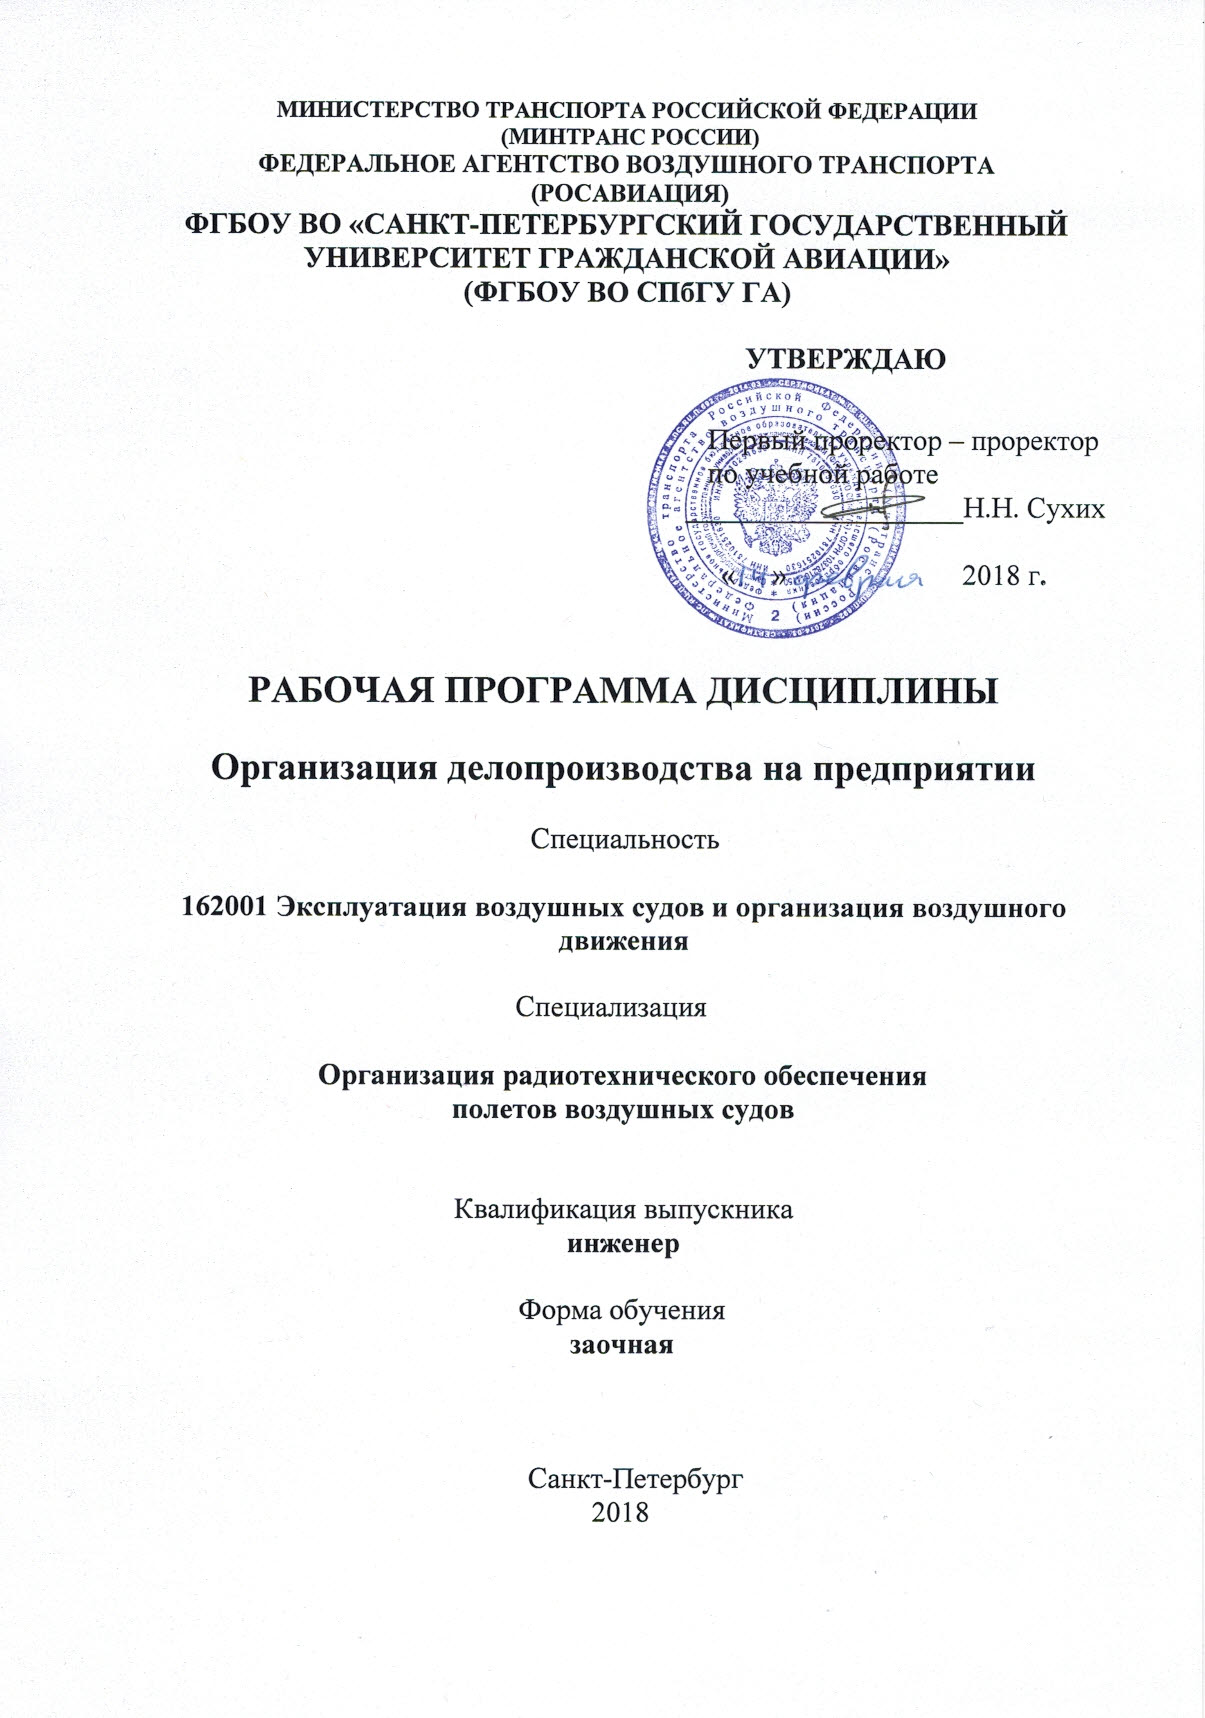 МИНИСТЕРСТВО ТРАНСПОРТА РОССИЙСКОЙ ФЕДЕРАЦИИ
(МИНТРАНС РОССИИ)
ФЕДЕРАЛЬНОЕ АГЕНТСТВО ВОЗДУШНОГО ТРАНСПОРТА
(РОСАВИАЦИЯ)
ФГБОУ ВО «САНКТ-ПЕТЕРБУРГСКИЙ ГОСУДАРСТВЕННЫЙ
УНИВЕРСИТЕТ ГРАЖДАНСКОЙ АВИАЦИИ»
(ФГБОУ ВО СПбГУ ГА)
УТВЕРЖДАЮ
Первый проректор – проректор
по учебной работе
Н.Н. Сухих
« » февраля 2018 г.
РАБОЧАЯ ПРОГРАММА ДИСЦИПЛИНЫ
Организация делопроизводства на предприятии
Специальность
162001 Эксплуатация воздушных судов и организация воздушного
движения
Специализация
Организация радиотехнического обеспечения
полетов воздушных судов
Квалификация выпускника
инженер
Форма обучения
заочная
Санкт-Петербург
2018